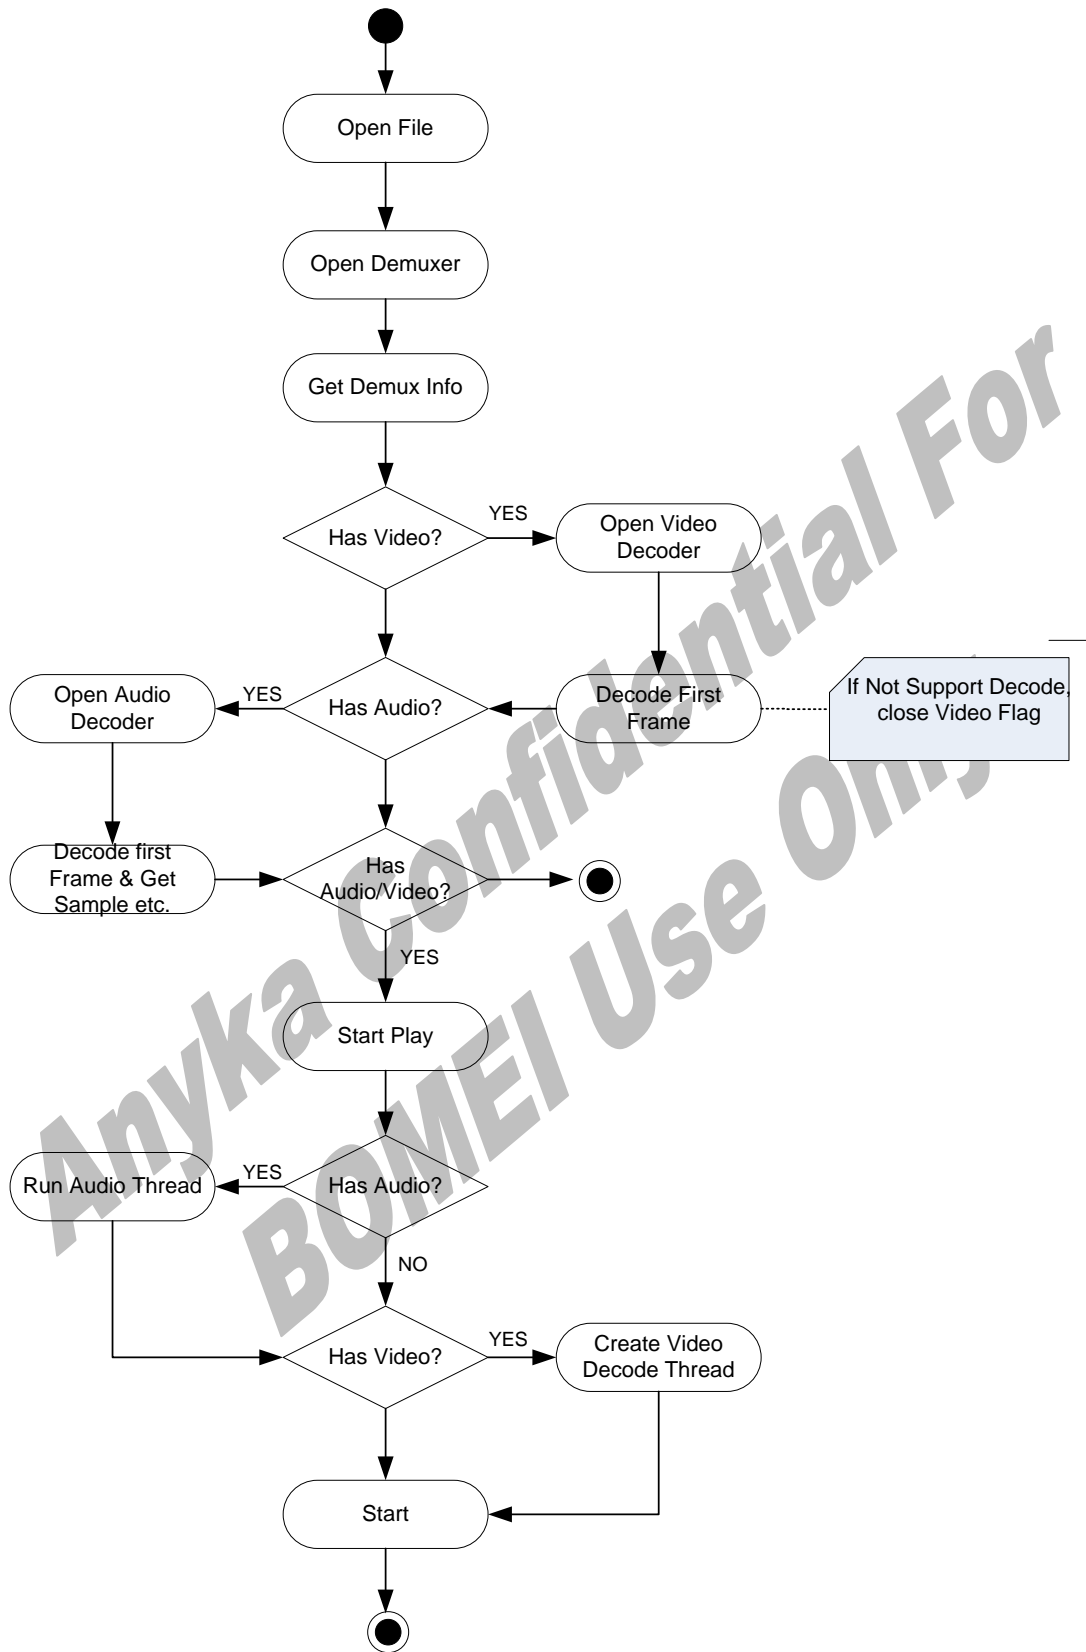 Open File
Open Demuxer
Get Demux Info
Has Video?
YES
Open Video
Decoder
Open Audio
Decoder
YES
Has Audio?
Decode First
Frame
If Not Support Decode,
close Video Flag
Decode first
Frame & Get
Sample etc.
Has
Audio/Video?
YES
Start Play
Run Audio Thread
YES
Has Audio?
NO
Has Video?
YES
Create Video
Decode Thread
Start
Anyka Confidential For
BOMEI Use Only